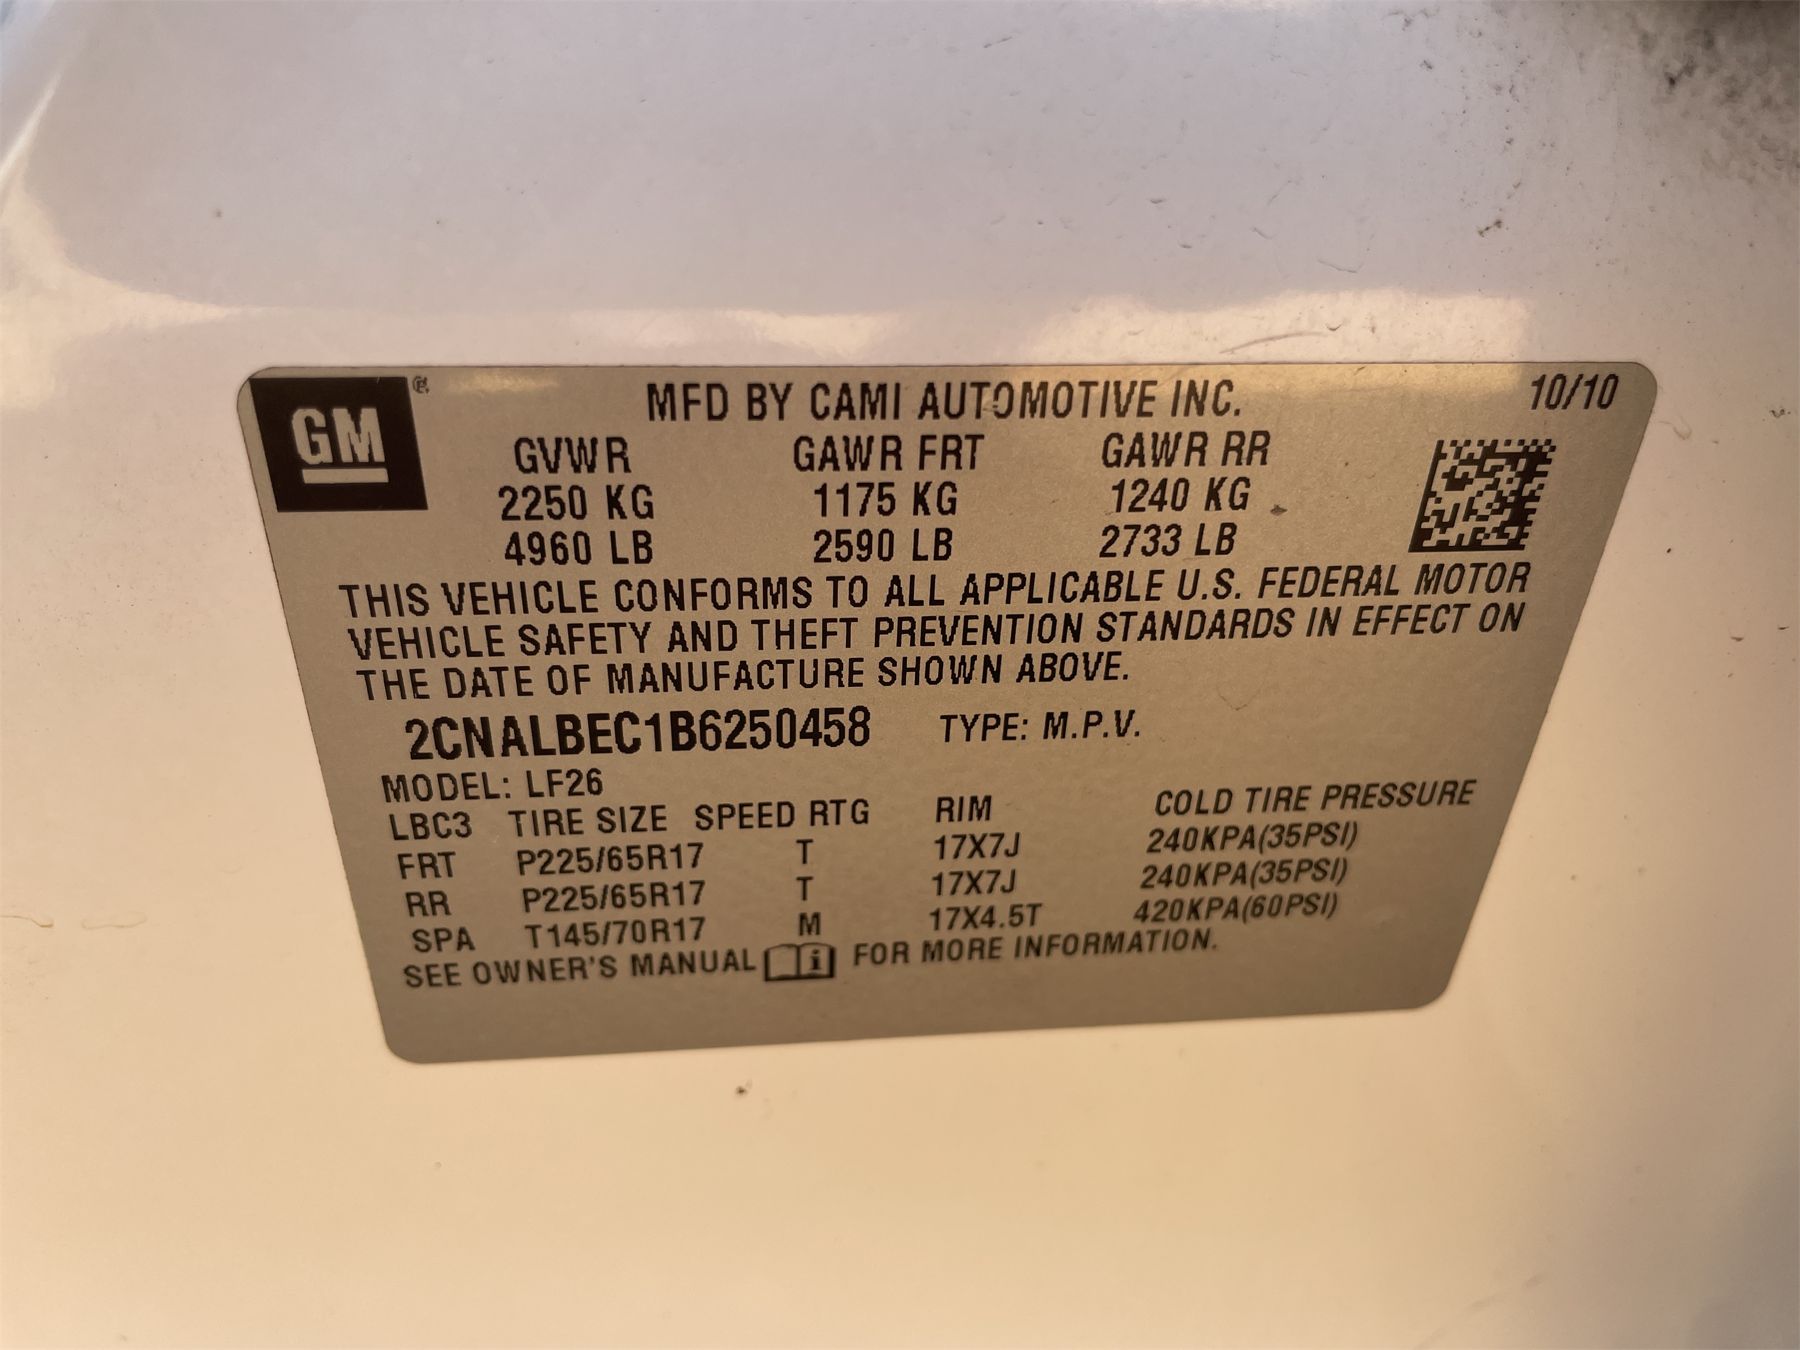 GM ®
MFD BY CAMI AUTOMOTIVE INC. 10/10
GVWR GAWR FRT GAWR RR
2250 KG 1175 KG 1240 KG
4960 LB 2590 LB 2733 LB
THIS VEHICLE CONFORMS TO ALL APPLICABLE U.S. FEDERAL MOTOR
VEHICLE SAFETY AND THEFT PREVENTION STANDARDS IN EFFECT ON
THE DATE OF MANUFACTURE SHOWN ABOVE.
2CNALBEC1B6250458 TYPE: M.P.V.
MODEL: LF26
LBC3 TIRE SIZE SPEED RTG RIM COLD TIRE PRESSURE
FRT P225/65R17 T 17X7J 240KPA(35PSI)
RR P225/65R17 T 17X7J 240KPA(35PSI)
SPA T145/70R17 M 17X4.5T 420KPA(60PSI)
SEE OWNER'S MANUAL i FOR MORE INFORMATION.